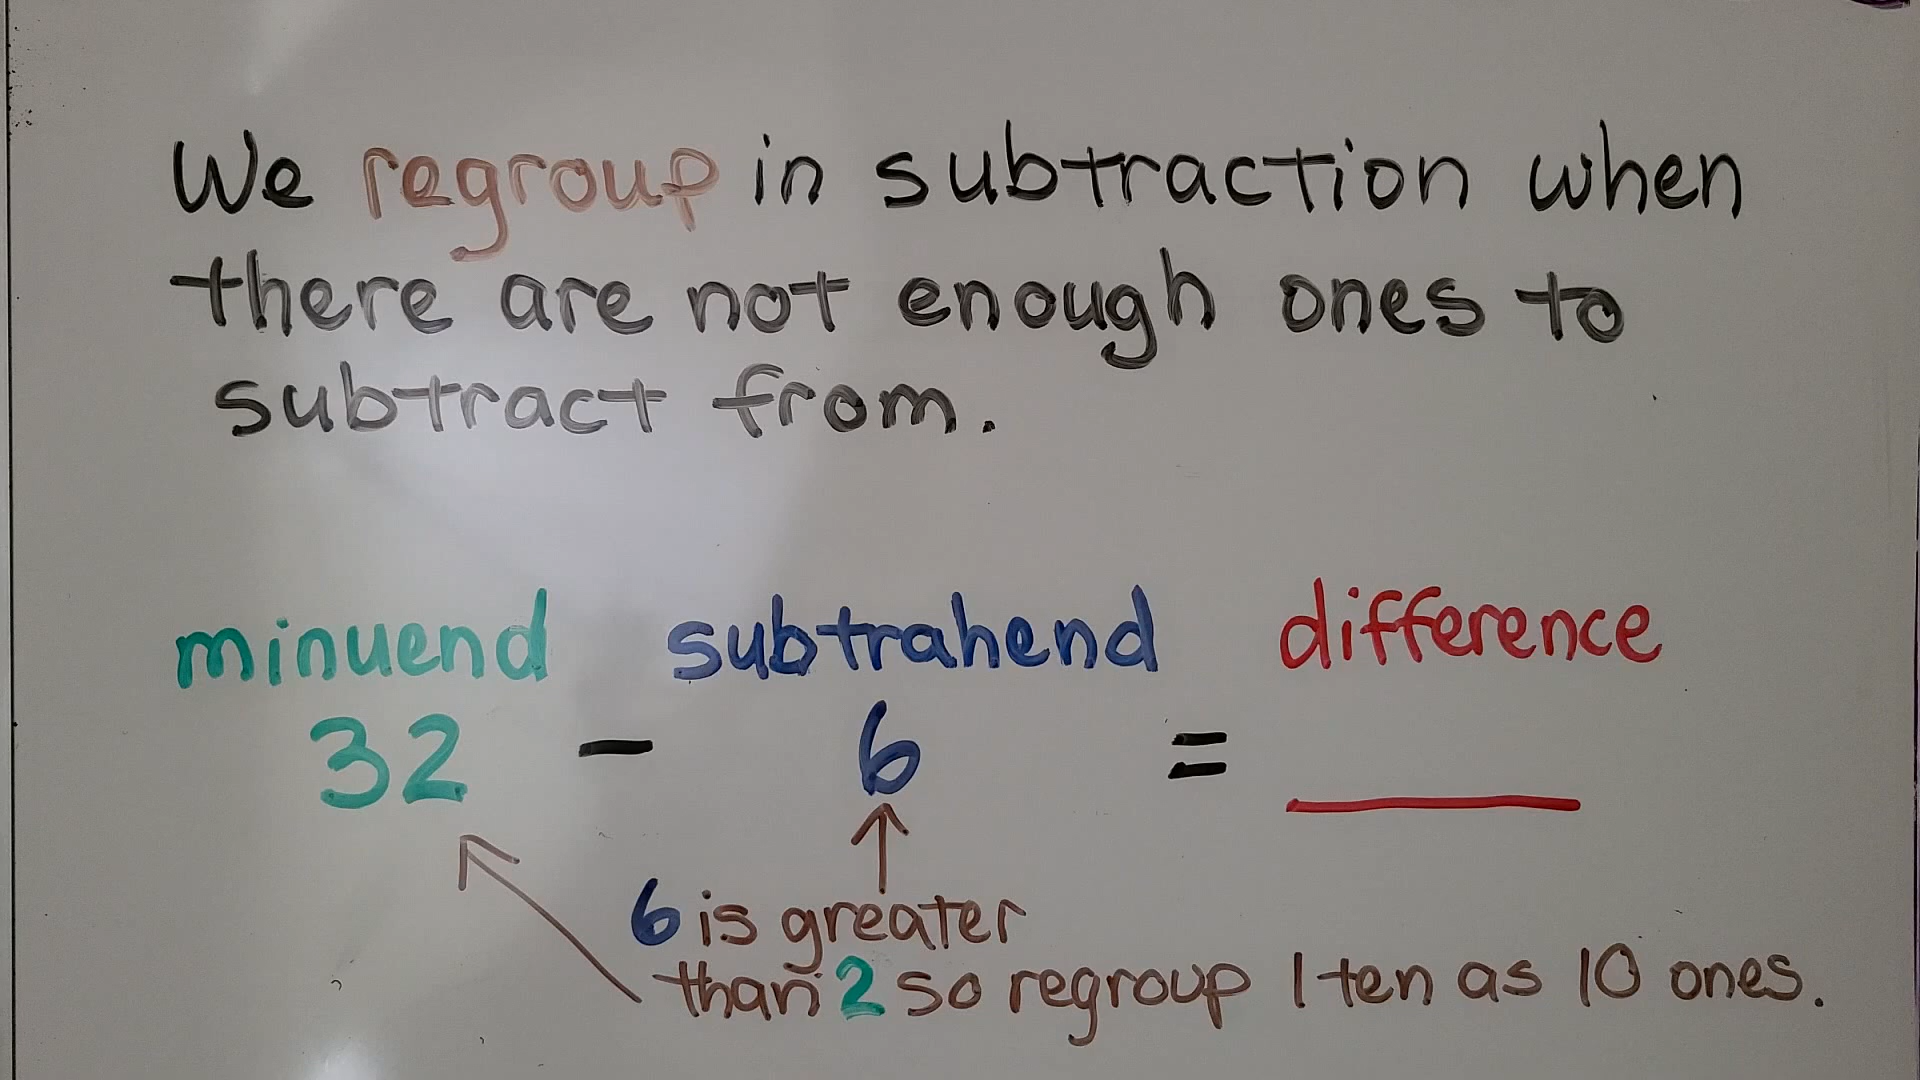 We regroup in subtraction when
there are not enough ones to
subtract from.
minuend subtrahend difference
32 - 6 = ____
6 is greater
than 2 so regroup 1 ten as 10 ones.